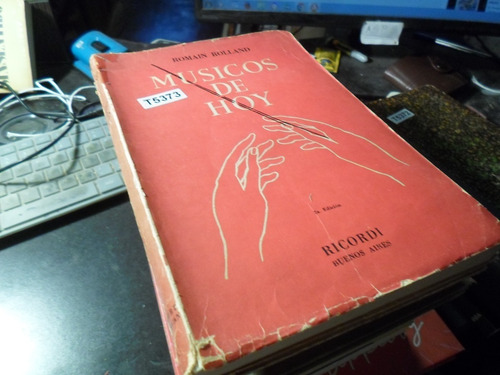 ROMAIN ROLLAND
MUSICOS
DE
HOY
T5373
RICORDI
BUENOS AIRES